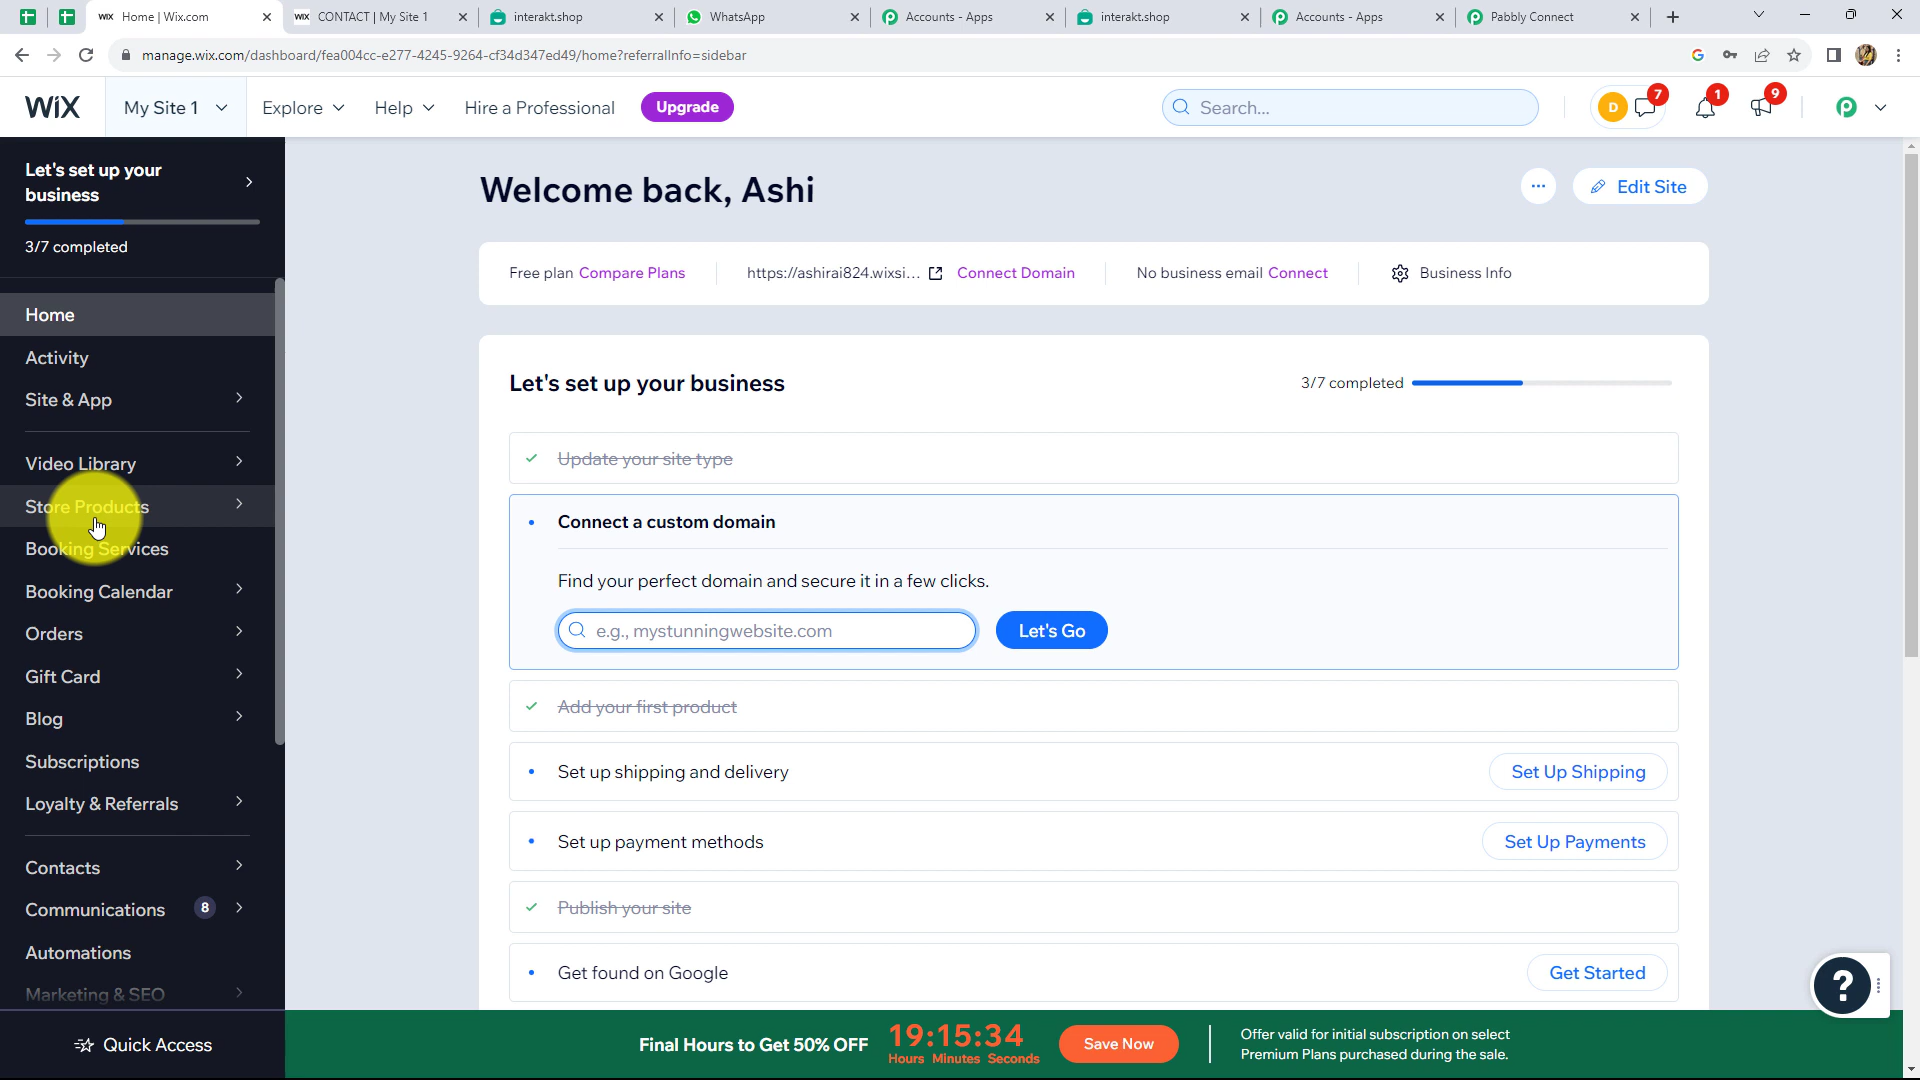 Home | Wix.com
CONTACT | My Site 1
interakt.shop
WhatsApp
Accounts - Apps
interakt.shop
Accounts - Apps
Pabbly Connect
manage.wix.com/dashboard/fea004cc-e277-4245-9264-cf34d347ed49/home?referralInfo=sidebar
WiX
My Site 1
Explore
Help
Hire a Professional
Upgrade
Search...
D
7
1
9
Let's set up your
business
3/7 completed
Home
Activity
Site & App
Video Library
Store Products
Booking Services
Booking Calendar
Orders
Gift Card
Blog
Subscriptions
Loyalty & Referrals
Contacts
Communications 8
Automations
Marketing & SEO
Quick Access
Welcome back, Ashi
Edit Site
Free plan Compare Plans
https://ashirai824.wixsi... Connect Domain
No business email Connect
Business Info
Let's set up your business
3/7 completed
Update your site type
Connect a custom domain
Find your perfect domain and secure it in a few clicks.
e.g., mystunningwebsite.com
Let's Go
Add your first product
Set up shipping and delivery
Set Up Shipping
Set up payment methods
Set Up Payments
Publish your site
Get found on Google
Get Started
?
Final Hours to Get 50% OFF
19:15:34
Hours Minutes Seconds
Save Now
Offer valid for initial subscription on select
Premium Plans purchased during the sale.